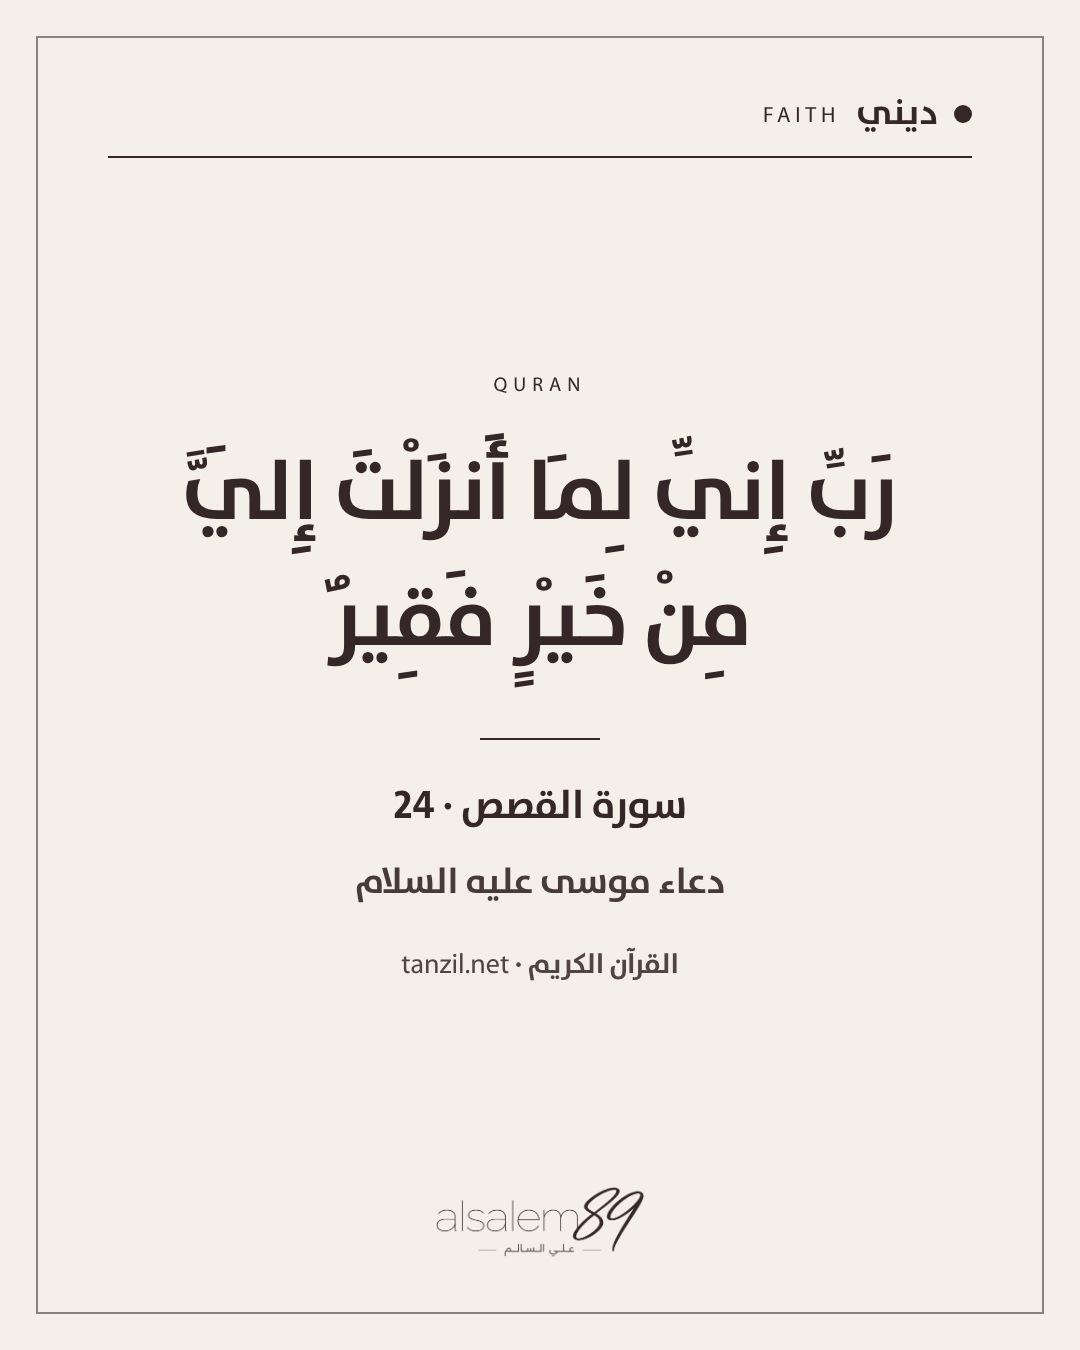 ديني FAITH
QURAN
رَبِّ إِنيِّ لِمَا أَنزَلْتَ إِليََّ
مِنْ خَيْرٍ فَقِيرٌ
سورة القصص · 24
دعاء موسى عليه السلام
القرآن الكريم · tanzil.net
alsalem89
علي السالم